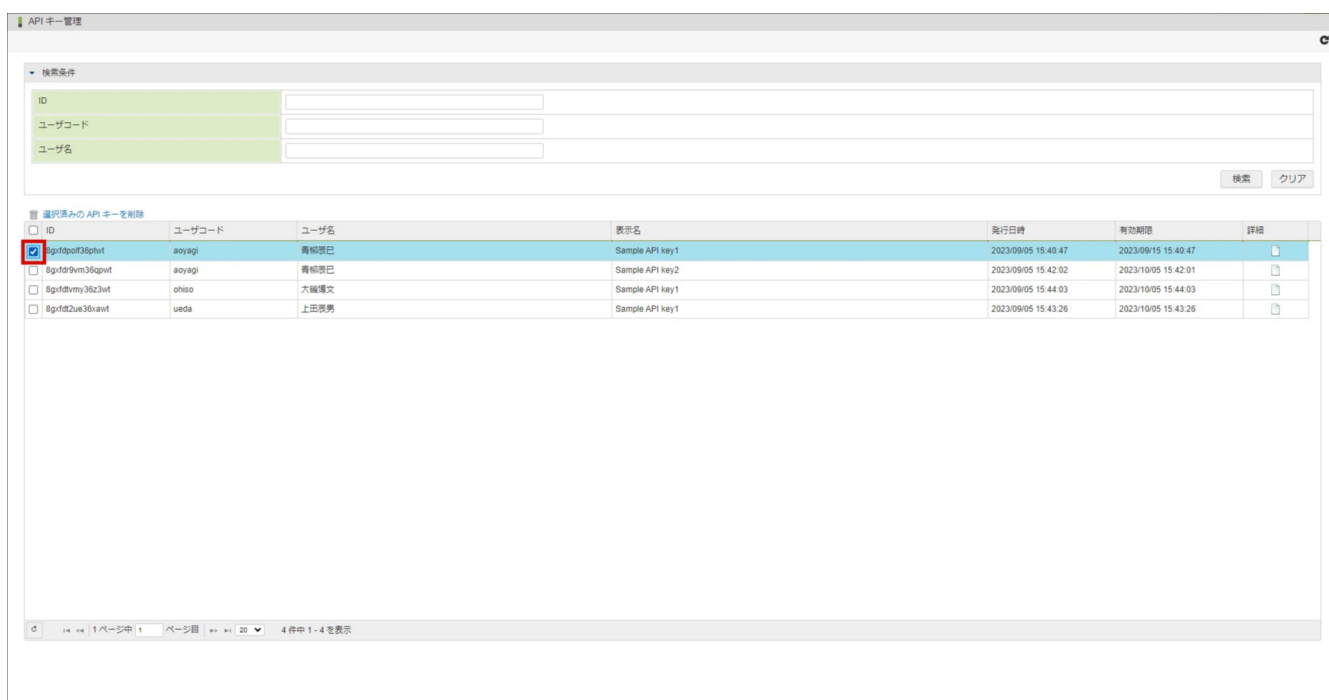 API キー管理
検索条件
ID
ユーザコード
ユーザ名
検索 クリア
選択済みの API キーを削除
ID ユーザコード ユーザ名 表示名 発行日時 有効期限 詳細
8gxfdpolf36ptwt aoyagi 青柳辰巳 Sample API key1 2023/09/05 15:40:47 2023/09/15 15:40:47
8gxfdr9vm36qpwt aoyagi 青柳辰巳 Sample API key2 2023/09/05 15:42:02 2023/10/05 15:42:01
8gxfdtvmy36z3wt ohiso 大磯博文 Sample API key1 2023/09/05 15:44:03 2023/10/05 15:44:03
8gxfdt2ue36xawt ueda 上田辰男 Sample API key1 2023/09/05 15:43:26 2023/10/05 15:43:26
1 ページ中 1 ページ目 20 4 件中 1 - 4 を表示